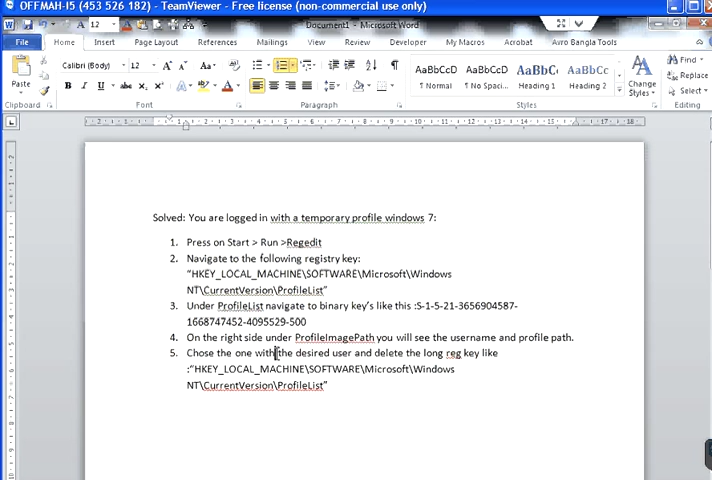 OFFMAH-I5 (453 526 182) - TeamViewer - Free license (non-commercial use only)
Document1 - Microsoft Word
File Home Insert Page Layout References Mailings Review Developer My Macros Acrobat Avro Bangla Tools
Calibri (Body) 12
Paste
AaBbCcD AaBbCcD AaBbC AaBbCc
¶ Normal ¶ No Spaci... Heading 1 Heading 2
Change Styles
Find
Replace
Select
Clipboard Font Paragraph Styles Editing
Solved: You are logged in with a temporary profile windows 7:
1. Press on Start > Run >Regedit
2. Navigate to the following registry key:
"HKEY_LOCAL_MACHINE\SOFTWARE\Microsoft\Windows
NT\CurrentVersion\ProfileList"
3. Under ProfileList navigate to binary key's like this :S-1-5-21-3656904587-
1668747452-4095529-500
4. On the right side under ProfileImagePath you will see the username and profile path.
5. Chose the one with the desired user and delete the long reg key like
:"HKEY_LOCAL_MACHINE\SOFTWARE\Microsoft\Windows
NT\CurrentVersion\ProfileList"